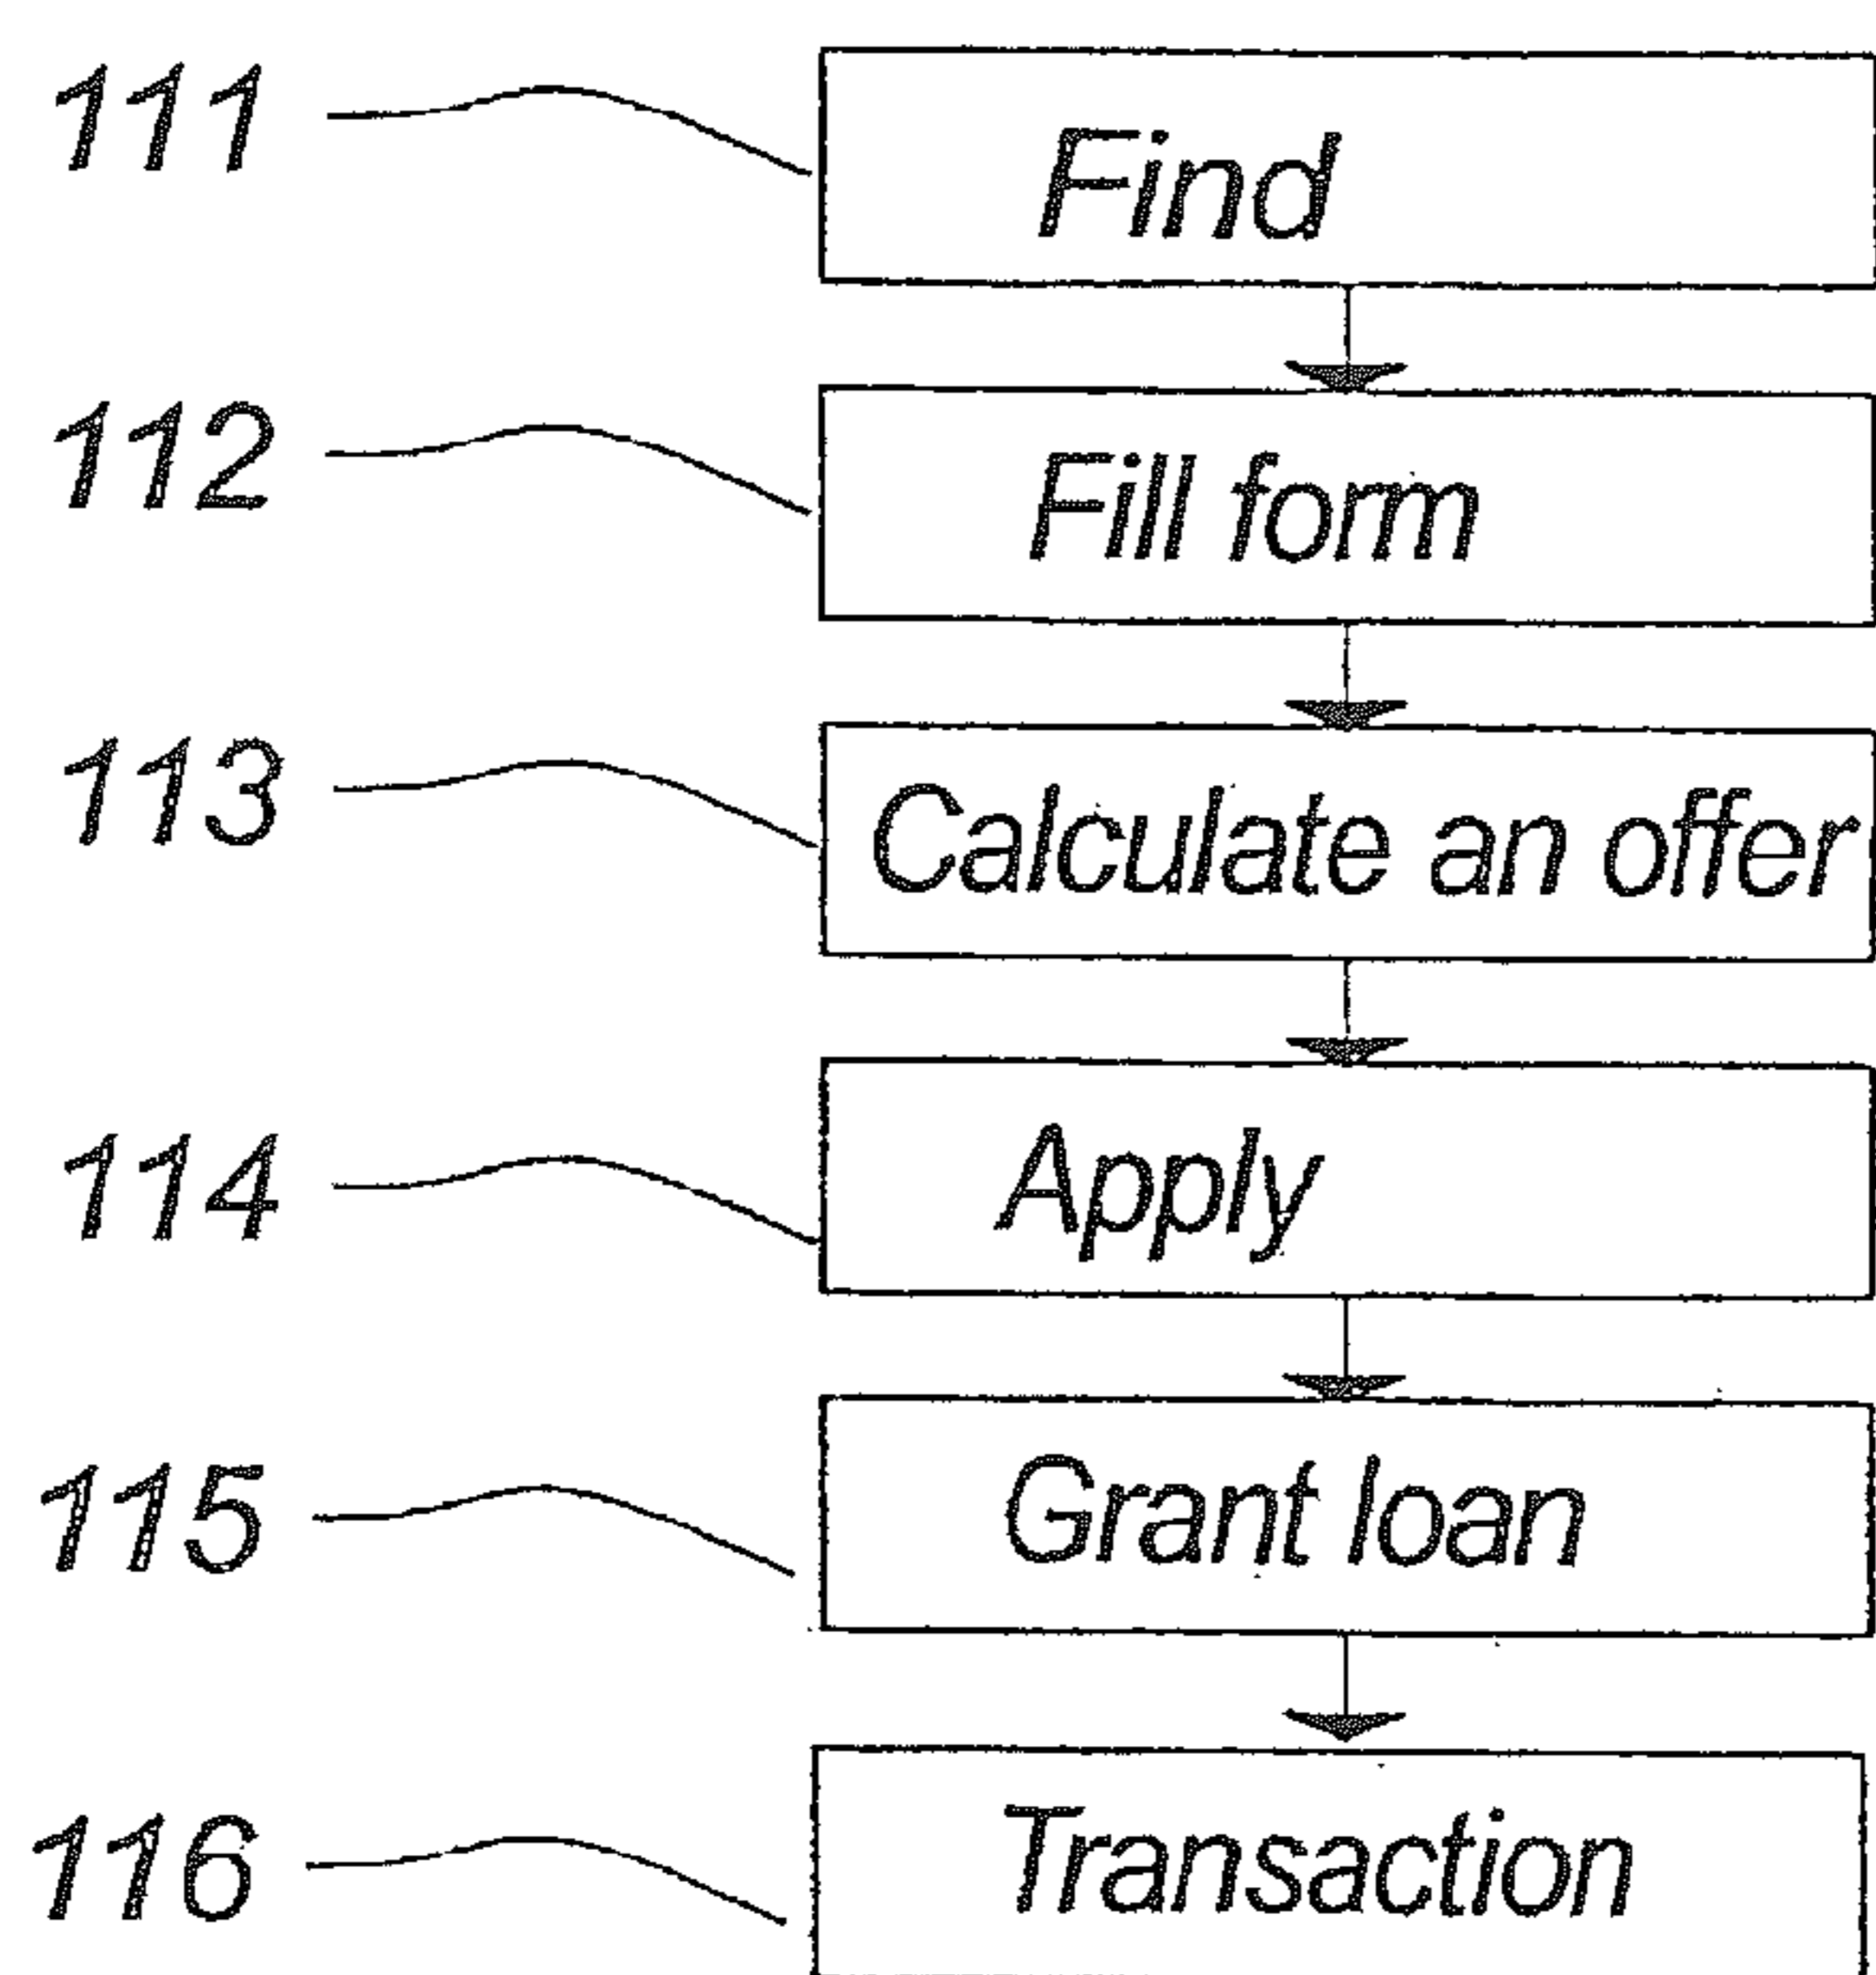 111 Find
112 Fill form
113 Calculate an offer
114 Apply
115 Grant loan
116 Transaction